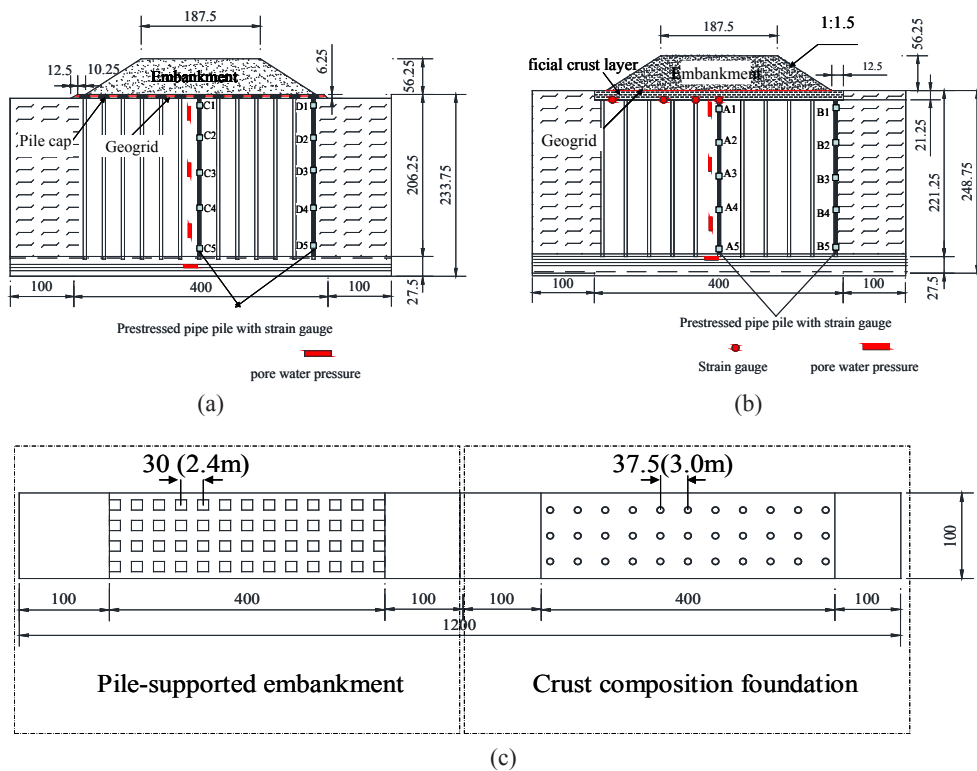 187.5
12.5
10.25
Embankment
6.25
56.25
C1
D1
C2
D2
Pile cap
Geogrid
C3
D3
C4
D4
C5
D5
206.25
233.75
27.5
100
400
100
Prestressed pipe pile with strain gauge
pore water pressure
(a)
(b)
187.5
1:1.5
56.25
ficial crust layer
Embankment
12.5
Geogrid
A1
B1
A2
B2
A3
B3
A4
B4
A5
B5
21.25
221.25
248.75
27.5
100
400
100
Prestressed pipe pile with strain gauge
Strain gauge
pore water pressure
30 (2.4m)
37.5(3.0m)
100
100
400
100
100
400
100
1200
Pile-supported embankment
Crust composition foundation
(c)